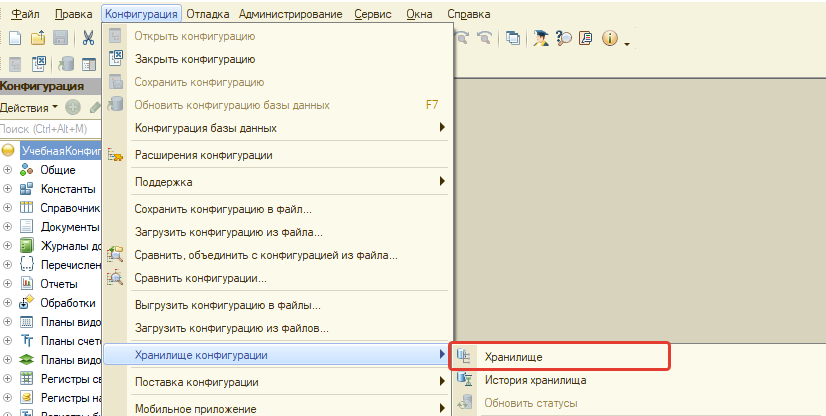 Файл Правка Конфигурация Отладка Администрирование Сервис Окна Справка
Открыть конфигурацию
Закрыть конфигурацию
Сохранить конфигурацию
Обновить конфигурацию базы данных F7
Конфигурация базы данных
Расширения конфигурации
Поддержка
Сохранить конфигурацию в файл...
Загрузить конфигурацию из файла...
Сравнить, объединить с конфигурацией из файла...
Сравнить конфигурации...
Выгрузить конфигурацию в файлы...
Загрузить конфигурацию из файлов...
Хранилище конфигурации
Поставка конфигурации
Мобильное приложение
Хранилище
История хранилища
Обновить статусы
Конфигурация
Действия
Поиск (Ctrl+Alt+M)
УчебнаяКонфиг
Общие
Константы
Справочник
Документы
Журналы до
Перечислен
Отчеты
Обработки
Планы видо
Планы счет
Планы видо
Регистры св
Регистры на